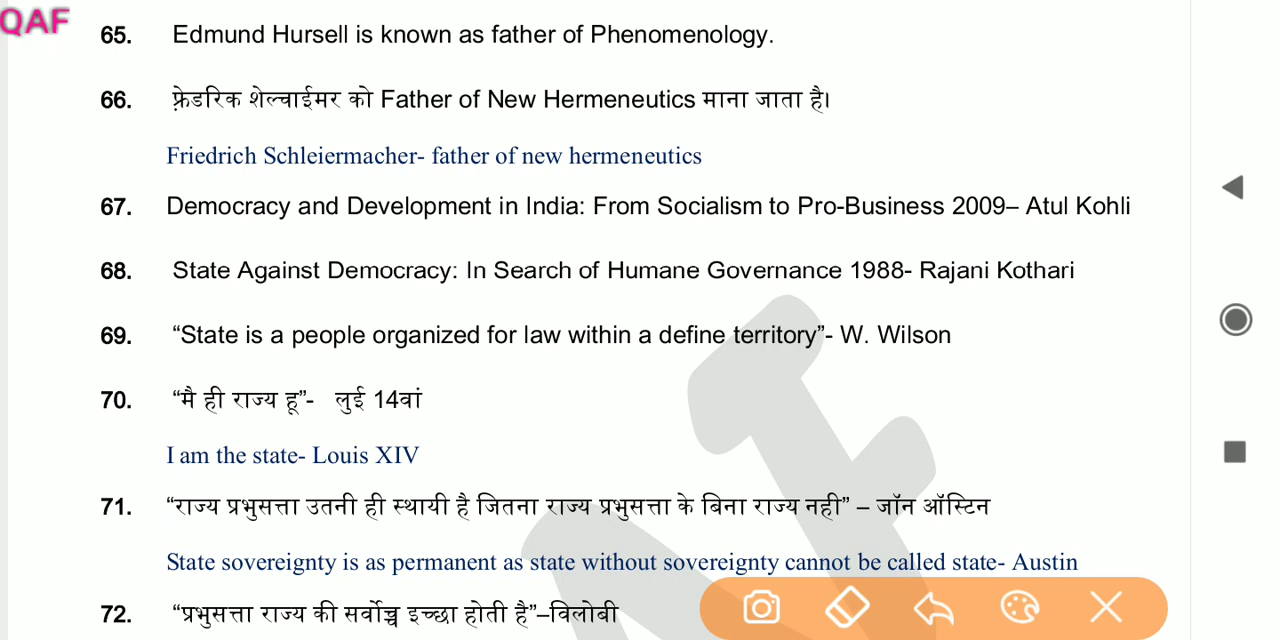 QAF
65. Edmund Hursell is known as father of Phenomenology.
66. फ़्रेडरिक शेल्चाईमर को Father of New Hermeneutics माना जाता है।
Friedrich Schleiermacher- father of new hermeneutics
67. Democracy and Development in India: From Socialism to Pro-Business 2009– Atul Kohli
68. State Against Democracy: In Search of Humane Governance 1988- Rajani Kothari
69. “State is a people organized for law within a define territory”- W. Wilson
70. “मै ही राज्य हू”- लुई 14वां
I am the state- Louis XIV
71. “राज्य प्रभुसत्ता उतनी ही स्थायी है जितना राज्य प्रभुसत्ता के बिना राज्य नही” – जॉन ऑस्टिन
State sovereignty is as permanent as state without sovereignty cannot be called state- Austin
72. “प्रभुसत्ता राज्य की सर्वोच्च इच्छा होती है”–विलोबी